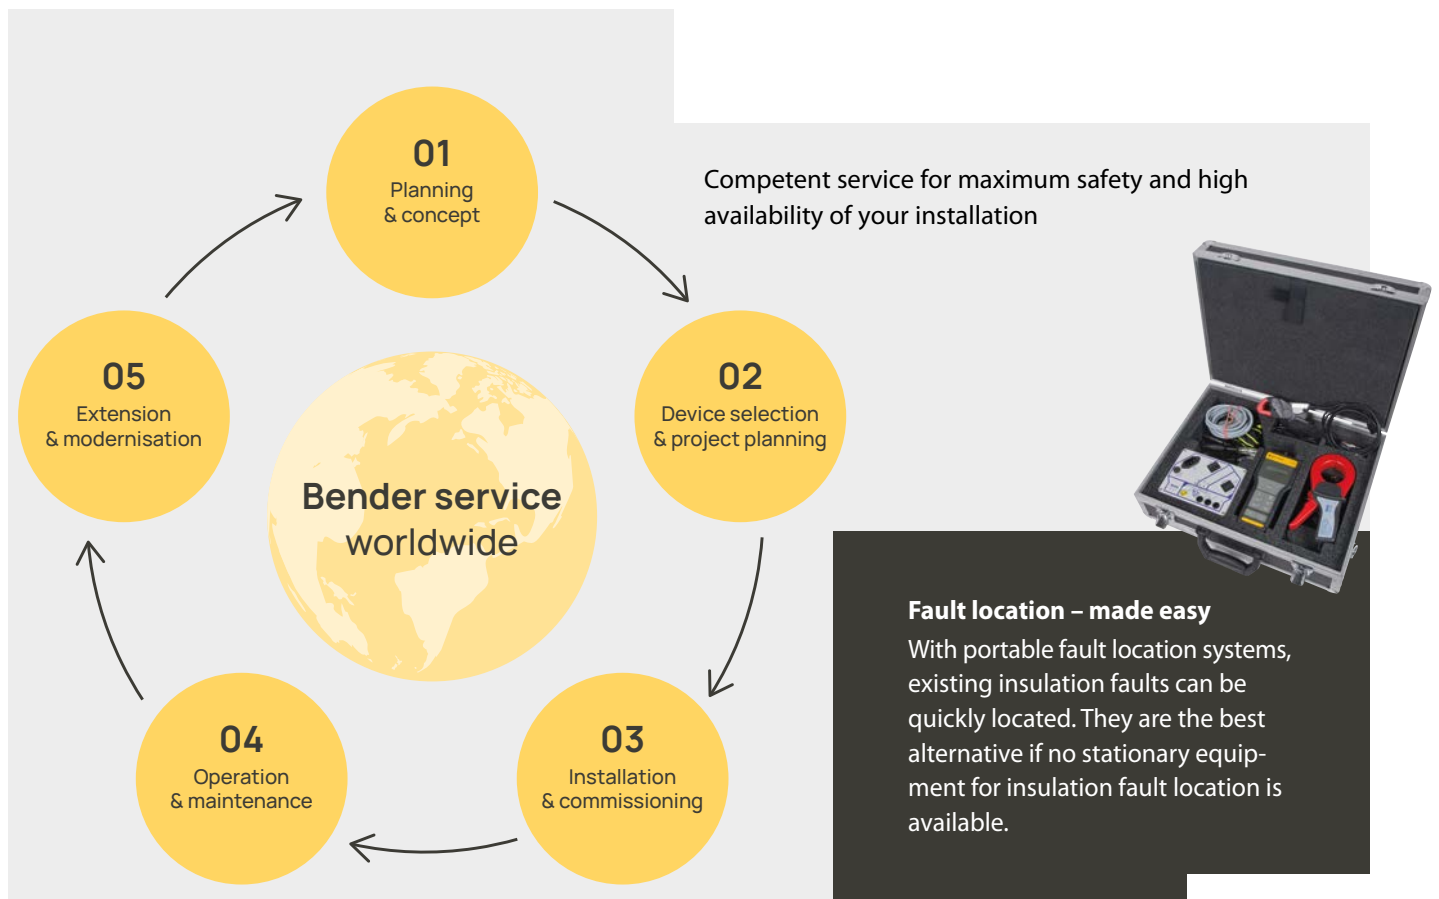 01
Planning
& concept
02
Device selection
& project planning
03
Installation
& commissioning
04
Operation
& maintenance
05
Extension
& modernisation
Bender service
worldwide
Competent service for maximum safety and high
availability of your installation
Fault location – made easy
With portable fault location systems,
existing insulation faults can be
quickly located. They are the best
alternative if no stationary equip-
ment for insulation fault location is
available.